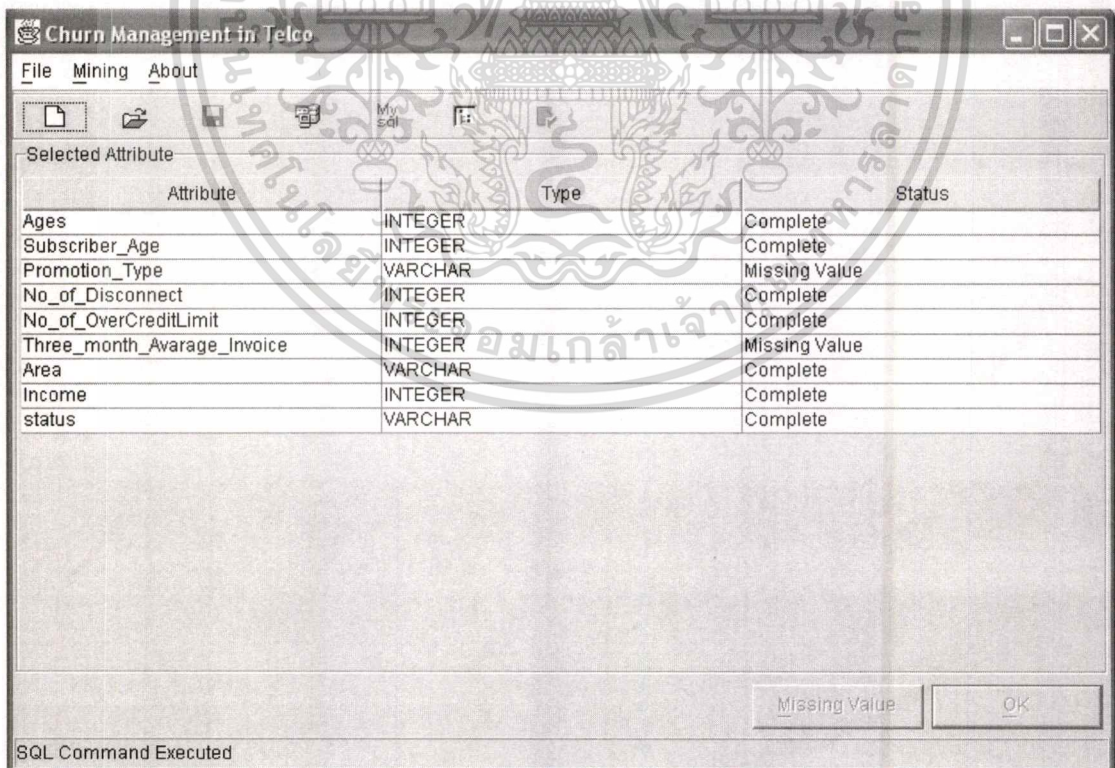 Churn Management in Telco
File Mining About
My sql
Selected Attribute
Attribute Type Status
Ages INTEGER Complete
Subscriber_Age INTEGER Complete
Promotion_Type VARCHAR Missing Value
No_of_Disconnect INTEGER Complete
No_of_OverCreditLimit INTEGER Complete
Three_month_Avarage_Invoice INTEGER Missing Value
Area VARCHAR Complete
Income INTEGER Complete
status VARCHAR Complete
Missing Value OK
SQL Command Executed